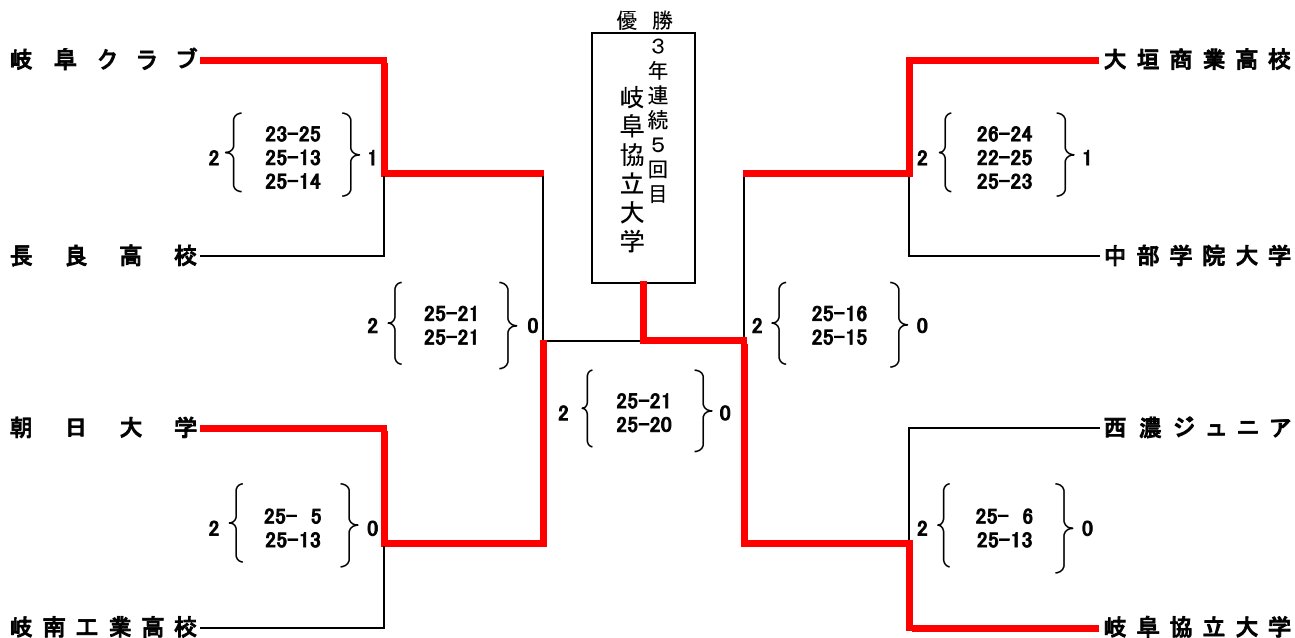 優勝
３年連続５回目
岐阜協立大学
岐阜クラブ
2 23-25 1
25-13
25-14
長良高校
2 25-21 0
25-21
朝日大学
2 25- 5 0
25-13
岐南工業高校
2 25-21 0
25-20
大垣商業高校
2 26-24 1
22-25
25-23
中部学院大学
2 25-16 0
25-15
西濃ジュニア
2 25- 6 0
25-13
岐阜協立大学